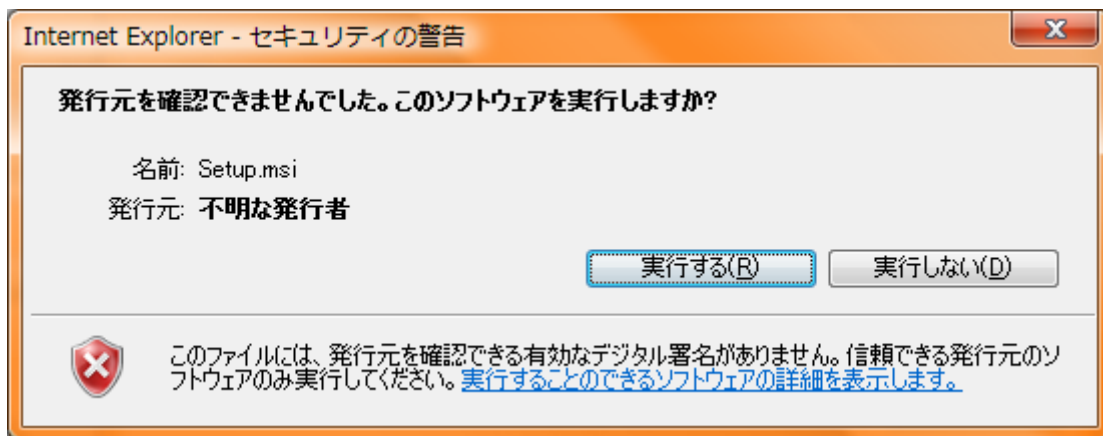 Internet Explorer - セキュリティの警告
発行元を確認できませんでした。このソフトウェアを実行しますか?
名前: Setup.msi
発行元: 不明な発行者
実行する(R) 実行しない(D)
このファイルには、発行元を確認できる有効なデジタル署名がありません。信頼できる発行元のソ
フトウェアのみ実行してください。実行することのできるソフトウェアの詳細を表示します。